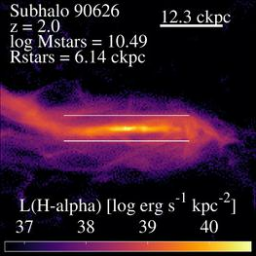 Subhalo 90626
12.3 ckpc
z = 2.0
log Mstars = 10.49
Rstars = 6.14 ckpc
L(H-alpha) [log erg s⁻¹ kpc⁻²]
37 38 39 40